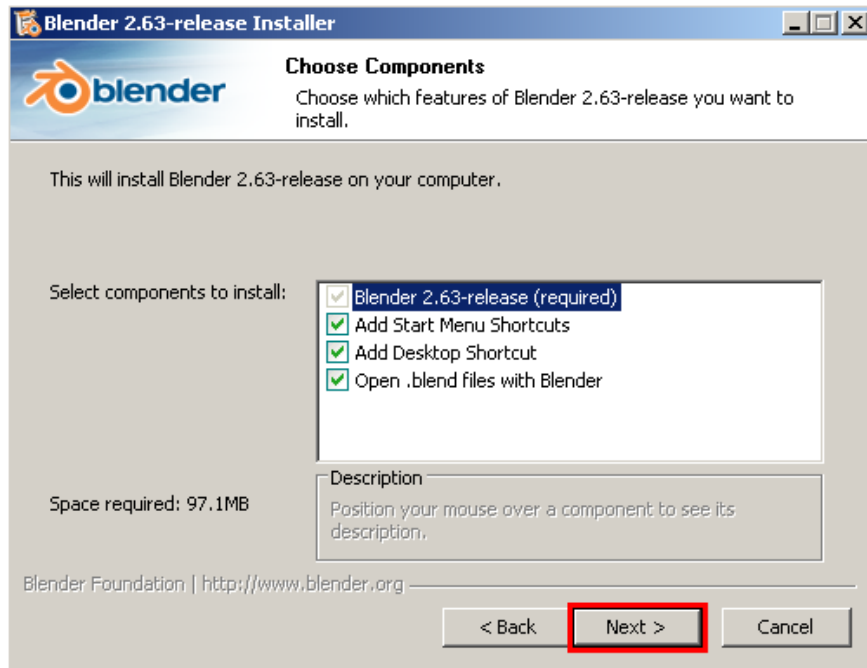 Blender 2.63-release Installer
blender
Choose Components
Choose which features of Blender 2.63-release you want to
install.
This will install Blender 2.63-release on your computer.
Select components to install:
Blender 2.63-release (required)
Add Start Menu Shortcuts
Add Desktop Shortcut
Open .blend files with Blender
Space required: 97.1MB
Description
Position your mouse over a component to see its
description.
Blender Foundation | http://www.blender.org
< Back
Next >
Cancel